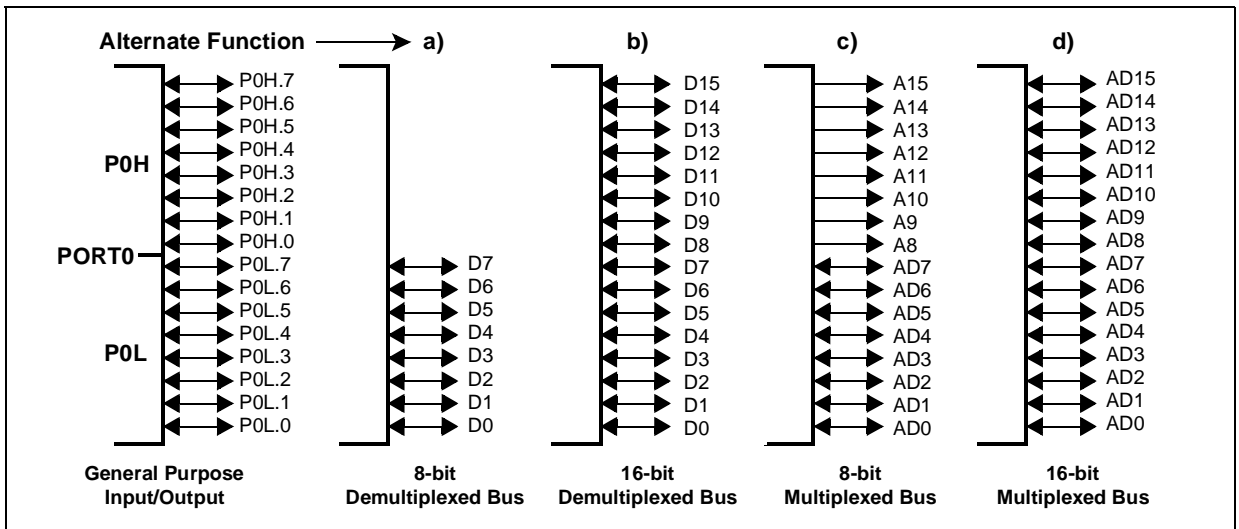 Alternate Function a) b) c) d)
P0H.7 D15 A15 AD15
P0H.6 D14 A14 AD14
P0H.5 D13 A13 AD13
P0H.4 D12 A12 AD12
P0H P0H.3 D11 A11 AD11
P0H.2 D10 A10 AD10
P0H.1 D9 A9 AD9
P0H.0 D8 A8 AD8
PORT0 P0L.7 D7 D7 AD7 AD7
P0L.6 D6 D6 AD6 AD6
P0L.5 D5 D5 AD5 AD5
P0L.4 D4 D4 AD4 AD4
P0L P0L.3 D3 D3 AD3 AD3
P0L.2 D2 D2 AD2 AD2
P0L.1 D1 D1 AD1 AD1
P0L.0 D0 D0 AD0 AD0
General Purpose 8-bit 16-bit 8-bit 16-bit
Input/Output Demultiplexed Bus Demultiplexed Bus Multiplexed Bus Multiplexed Bus